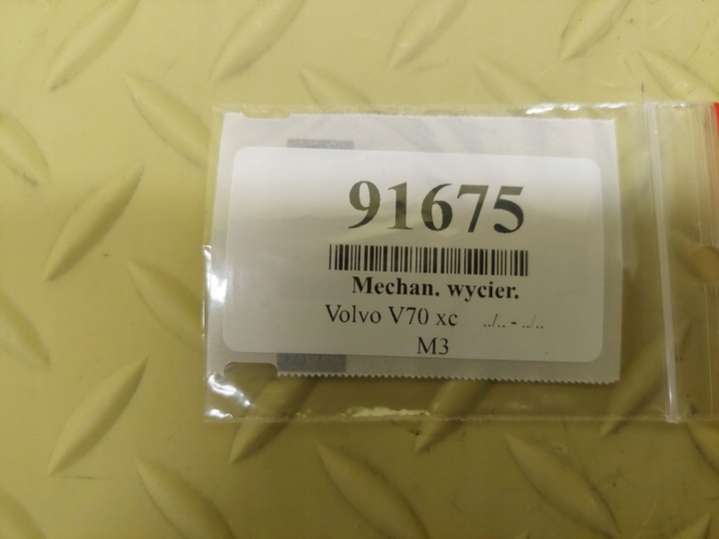 91675
Mechan. wycier.
Volvo V70 xc ../.. - ../..
M3